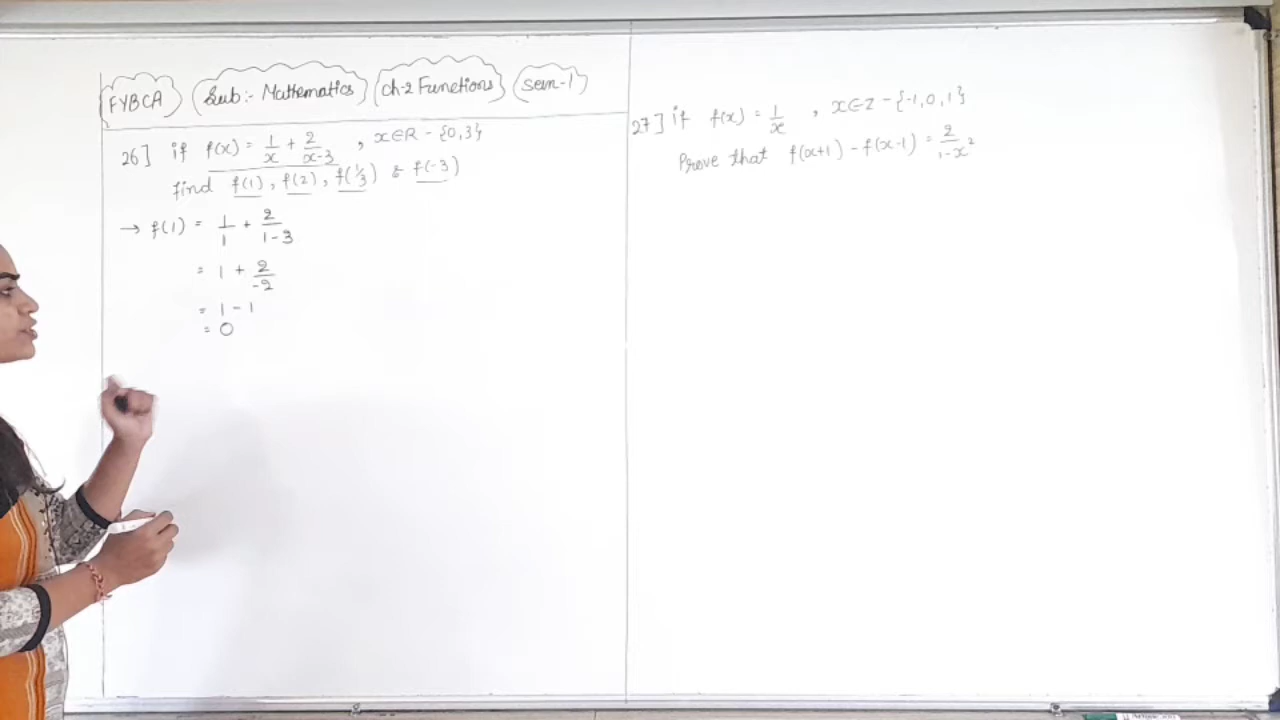 FYBCA Sub:- Mathematics ch-2 Functions sem-1
26] if f(x) = 1/x + 2/x-3 , x∈R - {0,3}
find f(1), f(2), f(1/3) & f(-3)
→ f(1) = 1/1 + 2/1-3
= 1 + 2/-2
= 1 - 1
= 0
27] if f(x) = 1/x , x∈Z - {-1,0,1}
Prove that f(x+1) - f(x-1) = 2/1-x²